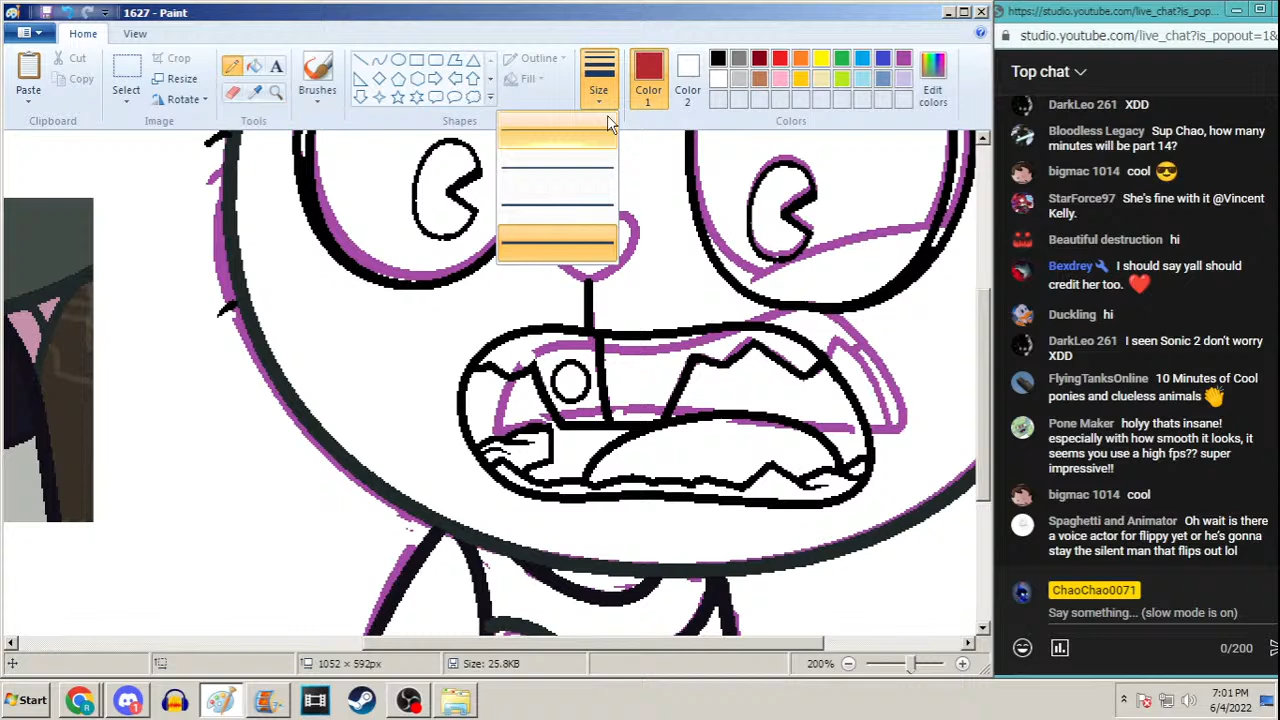 1627 - Paint
https://studio.youtube.com/live_chat?is_pop...
studio.youtube.com/live_chat?is_popout=1&
Home
View
Paste
Cut
Copy
Clipboard
Select
Crop
Resize
Rotate
Image
Tools
Brushes
Shapes
Outline
Fill
Size
Color 1
Color 2
Edit colors
Colors
Top chat
DarkLeo 261 XDD
Bloodless Legacy Sup Chao, how many
minutes will be part 14?
bigmac 1014 cool
StarForce97 She's fine with it @Vincent
Kelly.
Beautiful destruction hi
Bexdrey I should say yall should
credit her too.
Duckling hi
DarkLeo 261 I seen Sonic 2 don't worry
XDD
FlyingTanksOnline 10 Minutes of Cool
ponies and clueless animals
Pone Maker holyy thats insane!
especially with how smooth it looks, it
seems you use a high fps?? super
impressive!!
bigmac 1014 cool
Spaghetti and Animator Oh wait is there
a voice actor for flippy yet or he's gonna
stay the silent man that flips out lol
ChaoChao0071
Say something... (slow mode is on)
0/200
1052 × 592px
Size: 25.8KB
200%
Start
7:01 PM
6/4/2022